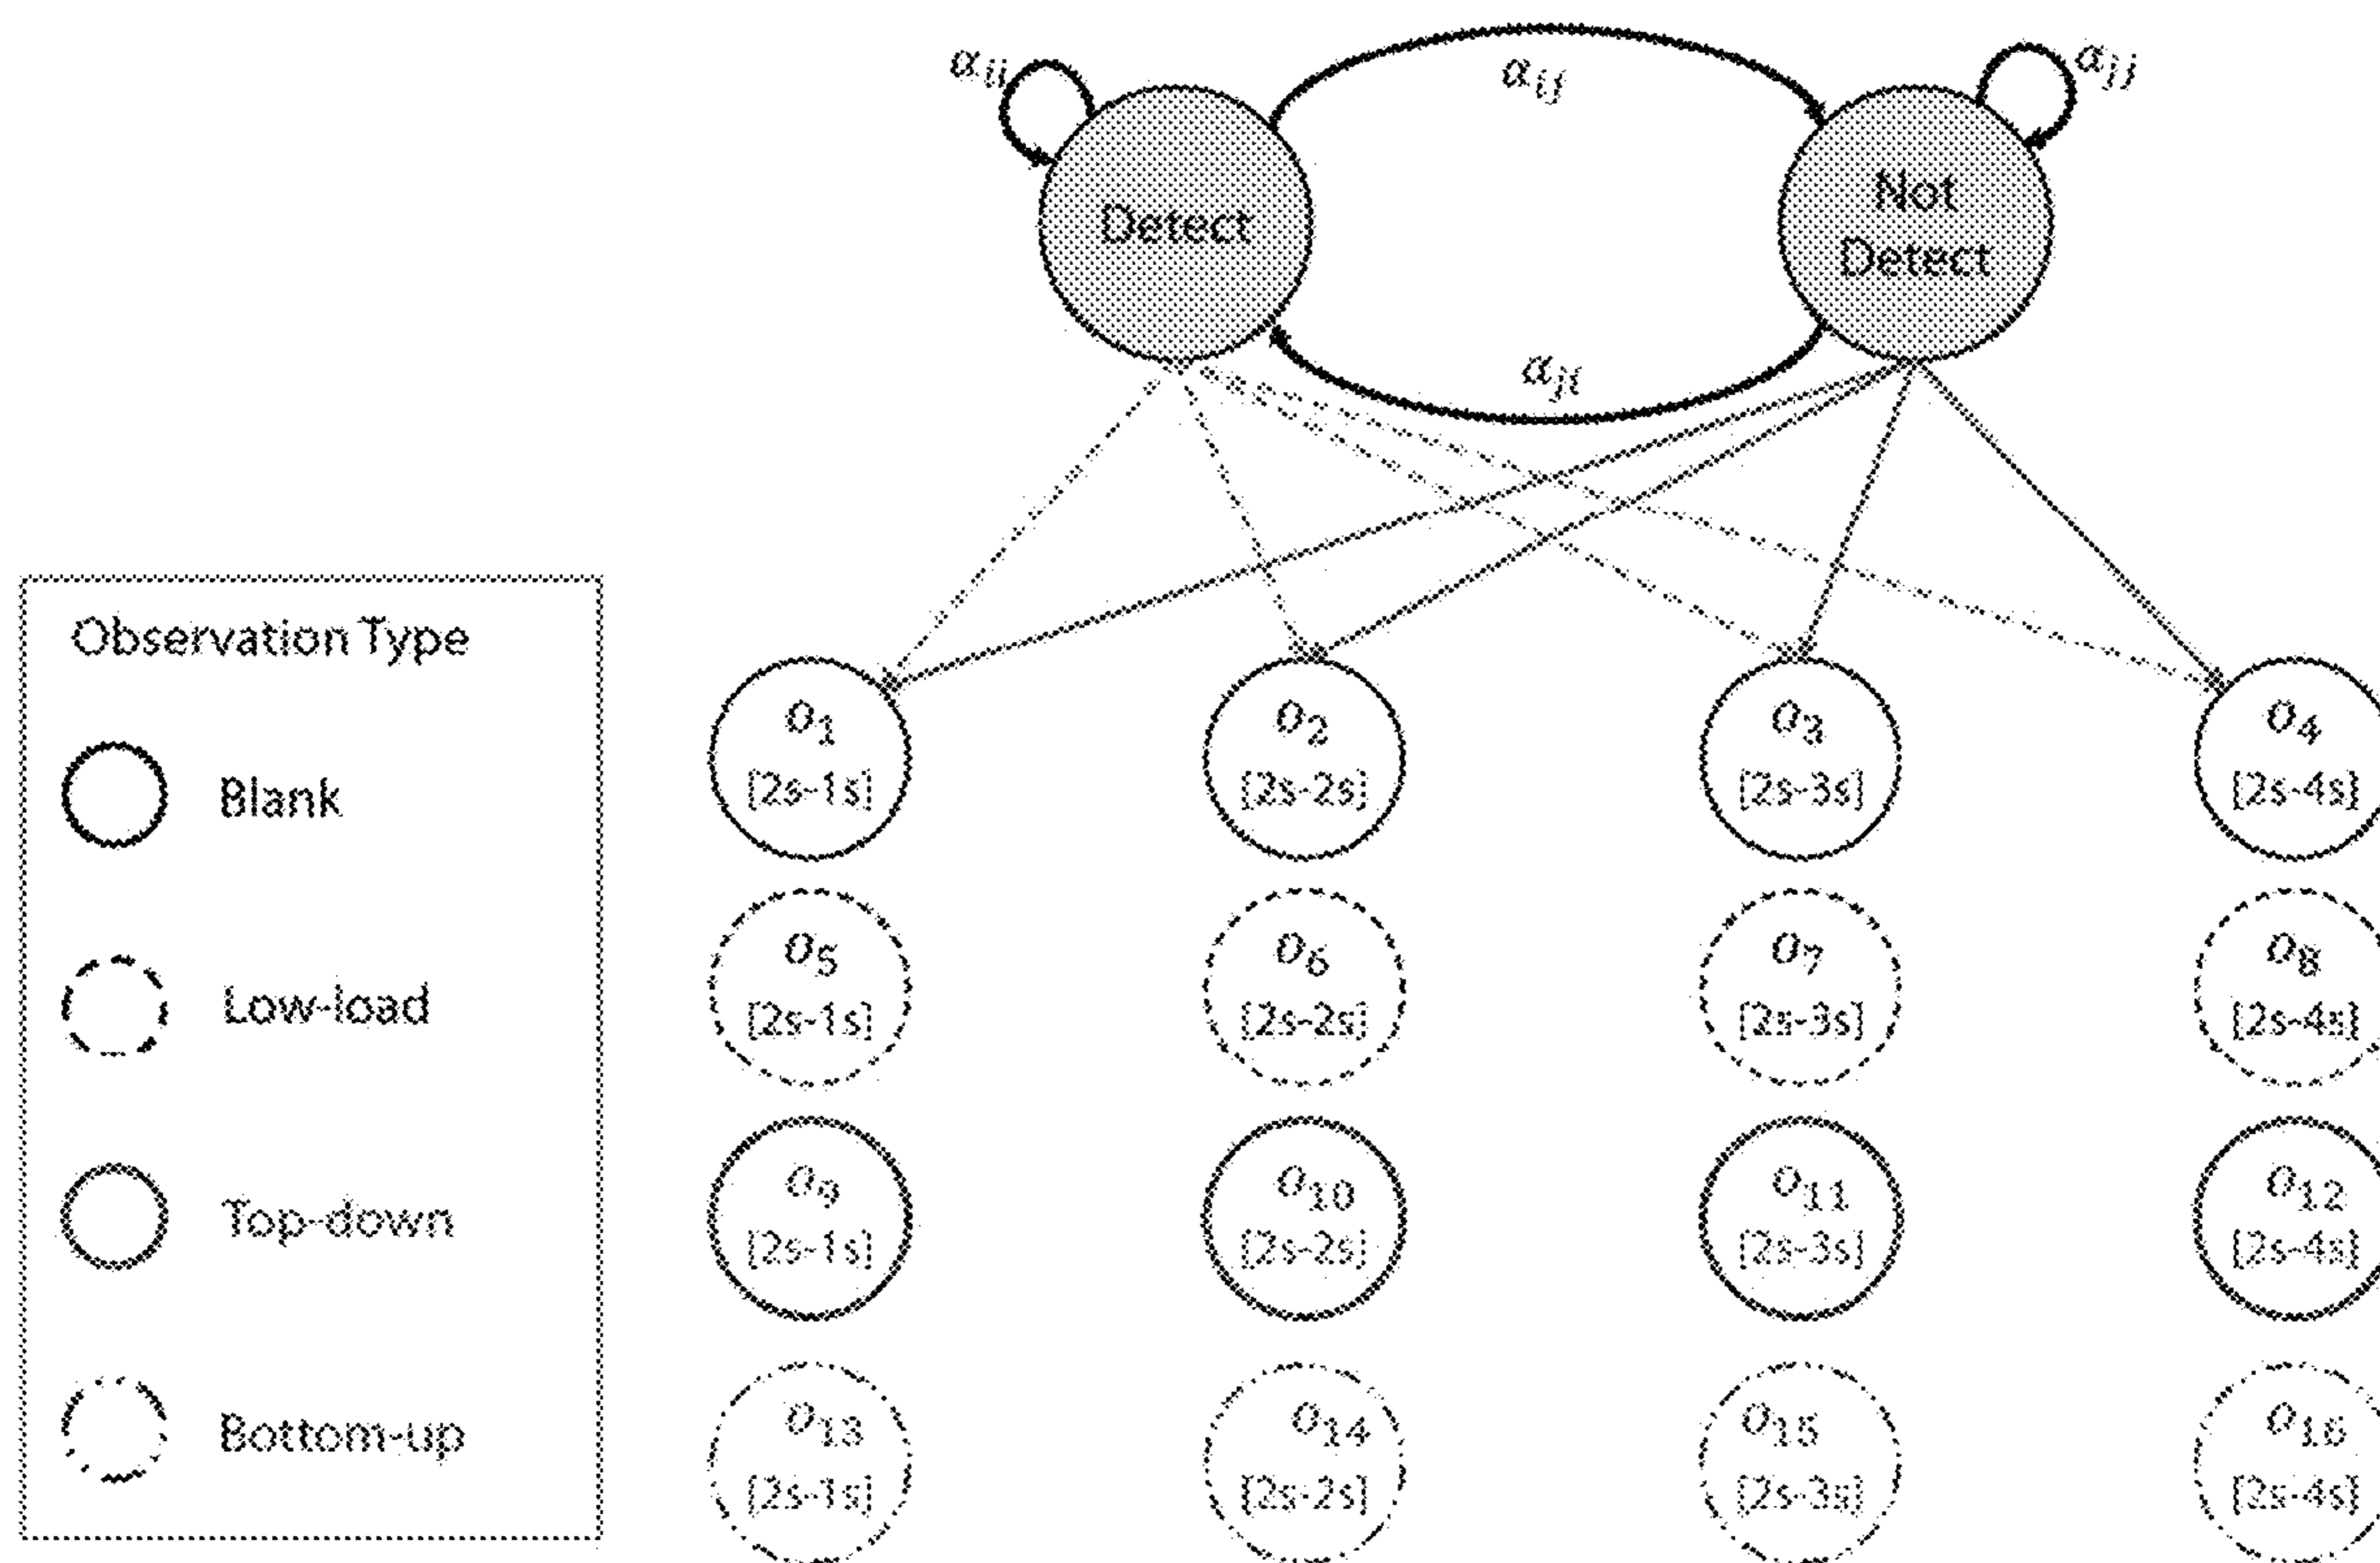 α_ii
α_ij
α_jj
Detect
Not
Detect
α_ji
Observation Type
Blank
Low-load
Top-down
Bottom-up
o_1
[2s-1s]
o_2
[2s-2s]
o_3
[2s-3s]
o_4
[2s-4s]
o_5
[2s-1s]
o_6
[2s-2s]
o_7
[2s-3s]
o_8
[2s-4s]
o_9
[2s-1s]
o_10
[2s-2s]
o_11
[2s-3s]
o_12
[2s-4s]
o_13
[2s-1s]
o_14
[2s-2s]
o_15
[2s-3s]
o_16
[2s-4s]